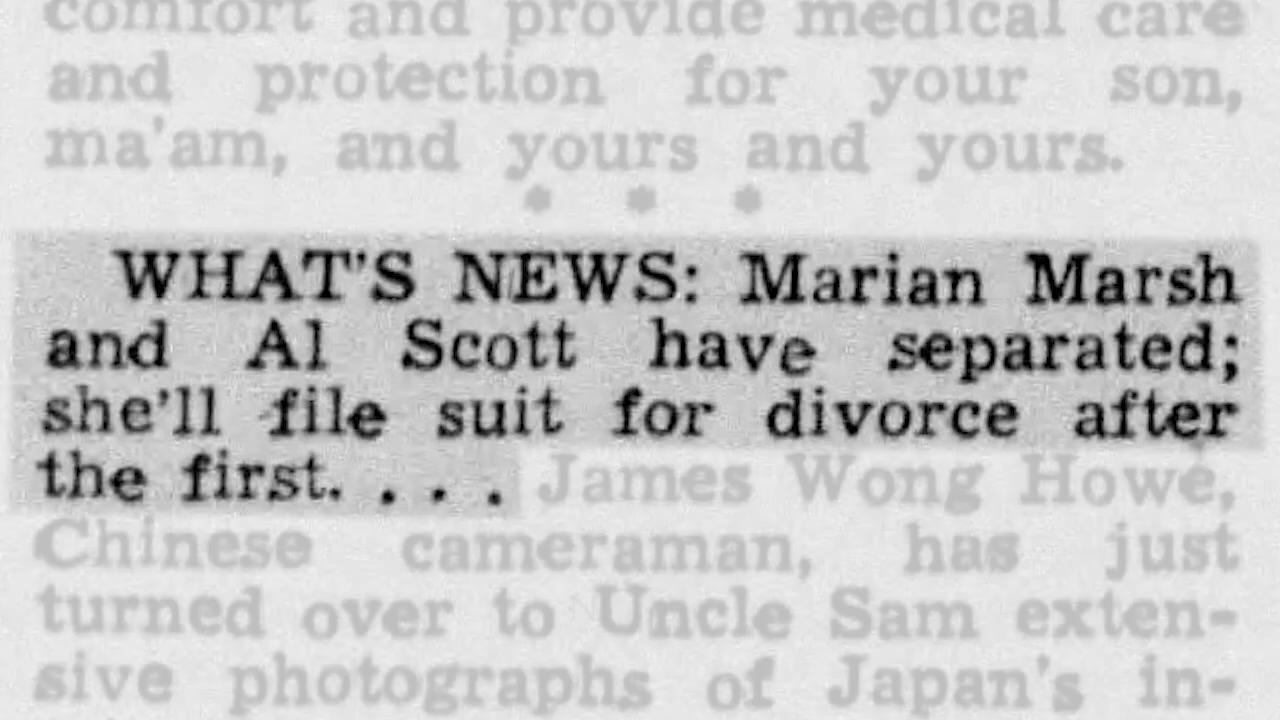 comfort and provide medical care
and protection for your son,
ma'am, and yours and yours.
* * *
WHAT'S NEWS: Marian Marsh
and Al Scott have separated;
she'll file suit for divorce after
the first. . . . James Wong Howe,
Chinese cameraman, has just
turned over to Uncle Sam exten-
sive photographs of Japan's in-